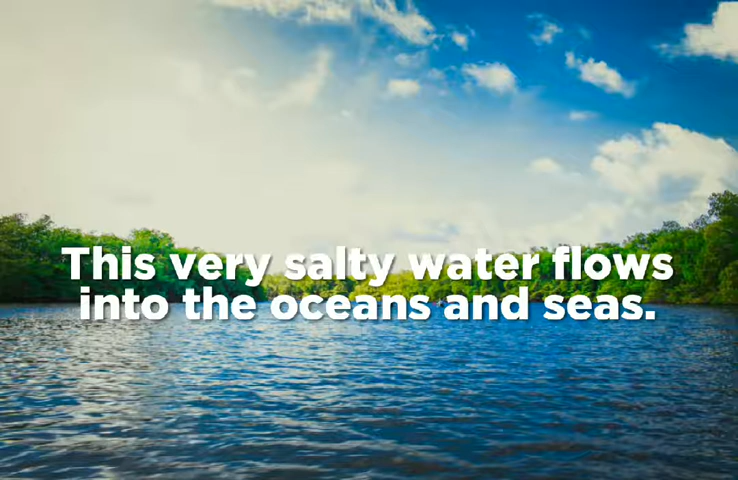 This very salty water flows
into the oceans and seas.